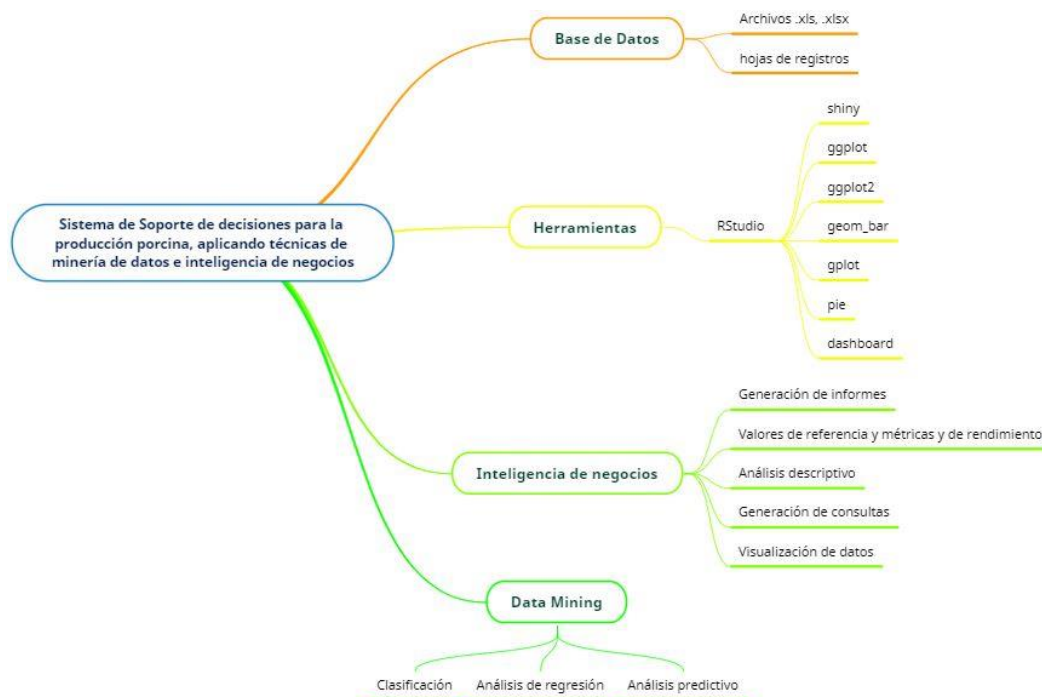 Base de Datos
Archivos .xls, .xlsx
hojas de registros
Sistema de Soporte de decisiones para la
producción porcina, aplicando técnicas de
minería de datos e inteligencia de negocios
Herramientas
RStudio
shiny
ggplot
ggplot2
geom_bar
gplot
pie
dashboard
Inteligencia de negocios
Generación de informes
Valores de referencia y métricas y de rendimiento
Análisis descriptivo
Generación de consultas
Visualización de datos
Data Mining
Clasificación
Análisis de regresión
Análisis predictivo